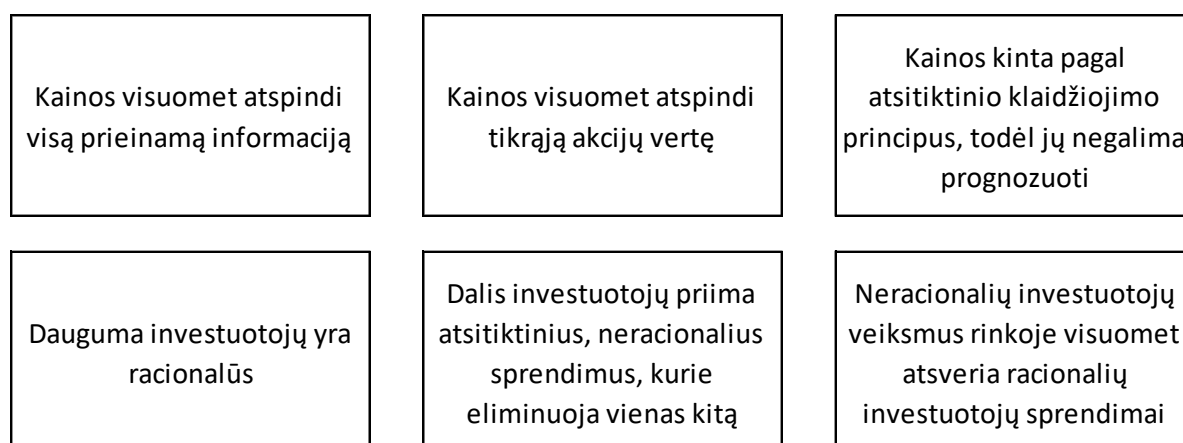 Kainos visuomet atspindi
visą prieinamą informaciją
Kainos visuomet atspindi
tikrąją akcijų vertę
Kainos kinta pagal
atsitiktinio klaidžiojimo
principus, todėl jų negalima
prognozuoti
Dauguma investuotojų yra
racionalūs
Dalis investuotojų priima
atsitiktinius, neracionalius
sprendimus, kurie
eliminuoja vienas kitą
Neracionalių investuotojų
veiksmus rinkoje visuomet
atsveria racionalių
investuotojų sprendimai